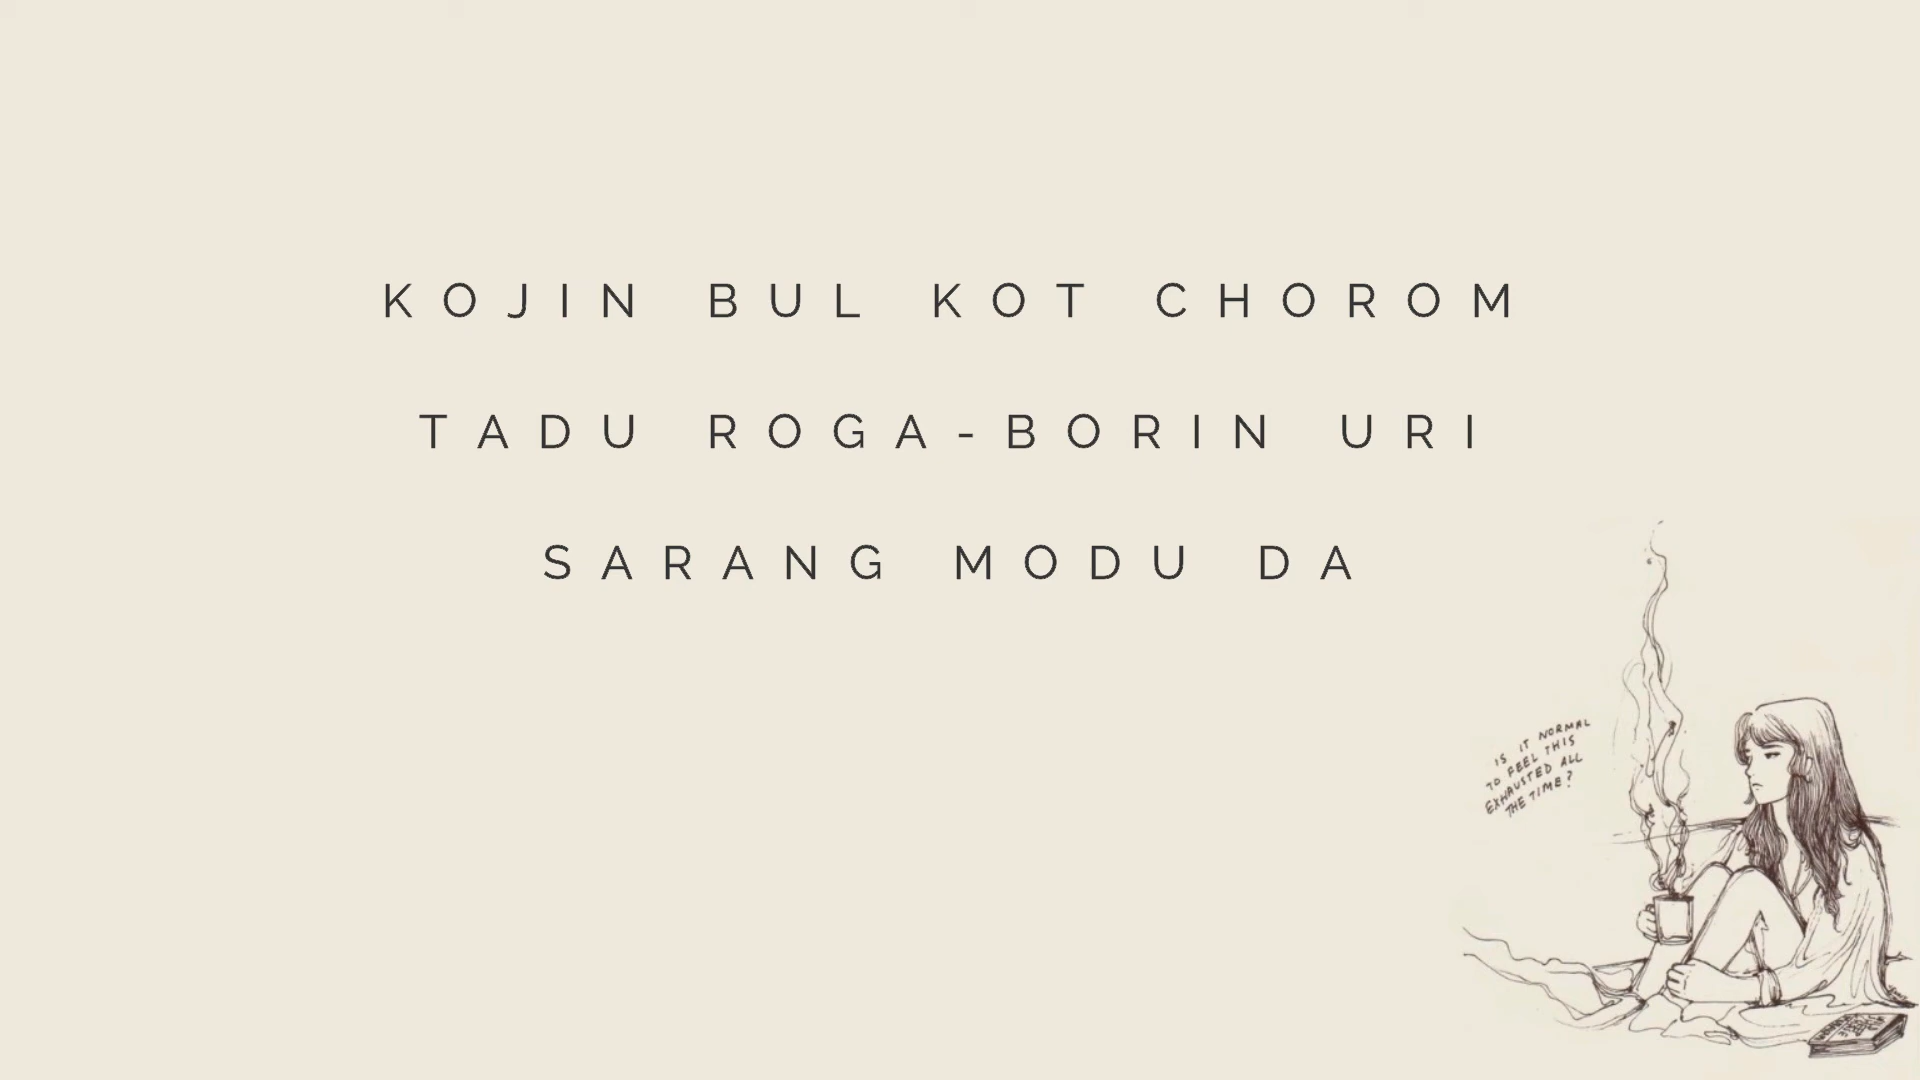 KOJIN BUL KOT CHOROM
TADU ROGA-BORIN URI
SARANG MODU DA
IS IT NORMAL
TO FEEL THIS
EXHAUSTED ALL
THE TIME?